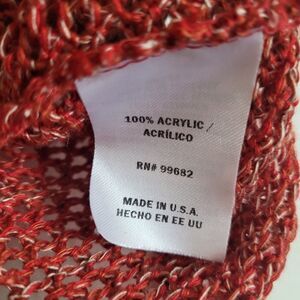 100% ACRYLIC /
ACRÍLICO
RN# 99682
MADE IN U.S.A.
HECHO EN EE UU